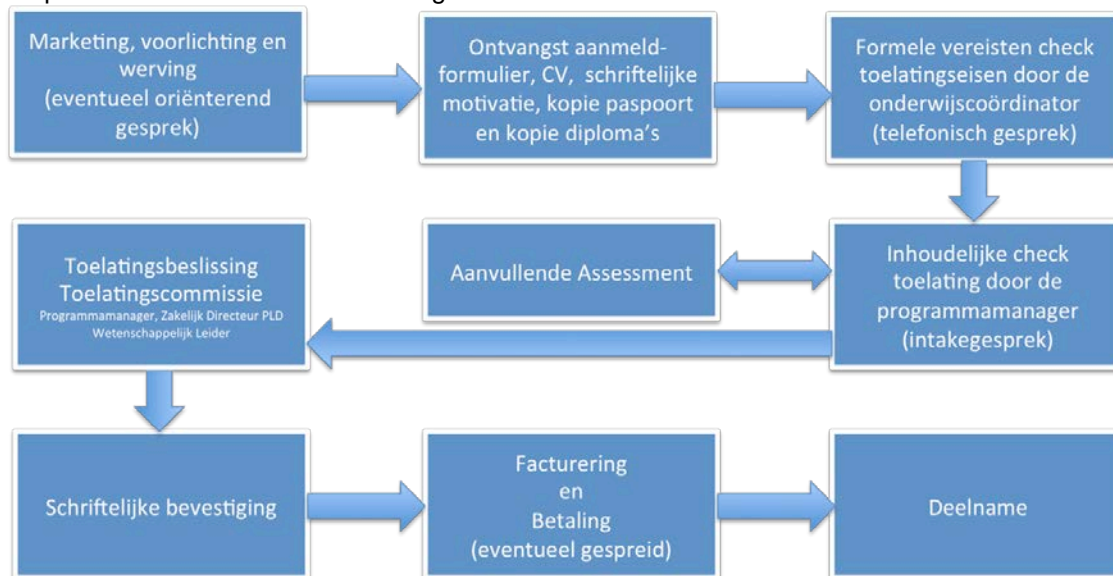 Marketing, voorlichting en
werving
(eventueel oriënterend
gesprek)
Ontvangst aanmeld-
formulier, CV, schriftelijke
motivatie, kopie paspoort
en kopie diploma's
Formele vereisten check
toelatingseisen door de
onderwijscoördinator
(telefonisch gesprek)
Toelatingsbeslissing
Toelatingscommissie
Programmamanager, Zakelijk Directeur PLD
Wetenschappelijk Leider
Aanvullende Assessment
Inhoudelijke check
toelating door de
programmamanager
(intakegesprek)
Schriftelijke bevestiging
Facturering
en
Betaling
(eventueel gespreid)
Deelname